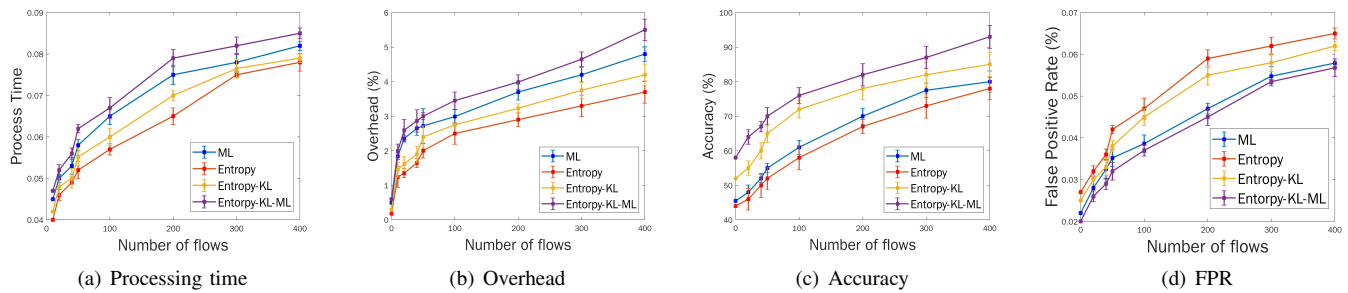 0.09
0.08
0.07
0.06
0.05
0.04
Process Time
0 100 200 300 400
Number of flows
ML
Entropy
Entropy-KL
Entorpy-KL-ML
(a) Processing time
6
5
4
3
2
1
0
Overhead (%)
0 100 200 300 400
Number of flows
ML
Entropy
Entropy-KL
Entorpy-KL-ML
(b) Overhead
100
90
80
70
60
50
40
Accuracy (%)
0 100 200 300 400
Number of flows
ML
Entropy
Entropy-KL
Entorpy-KL-ML
(c) Accuracy
0.07
0.06
0.05
0.04
0.03
0.02
False Positive Rate (%)
0 100 200 300 400
Number of flows
ML
Entropy
Entropy-KL
Entorpy-KL-ML
(d) FPR